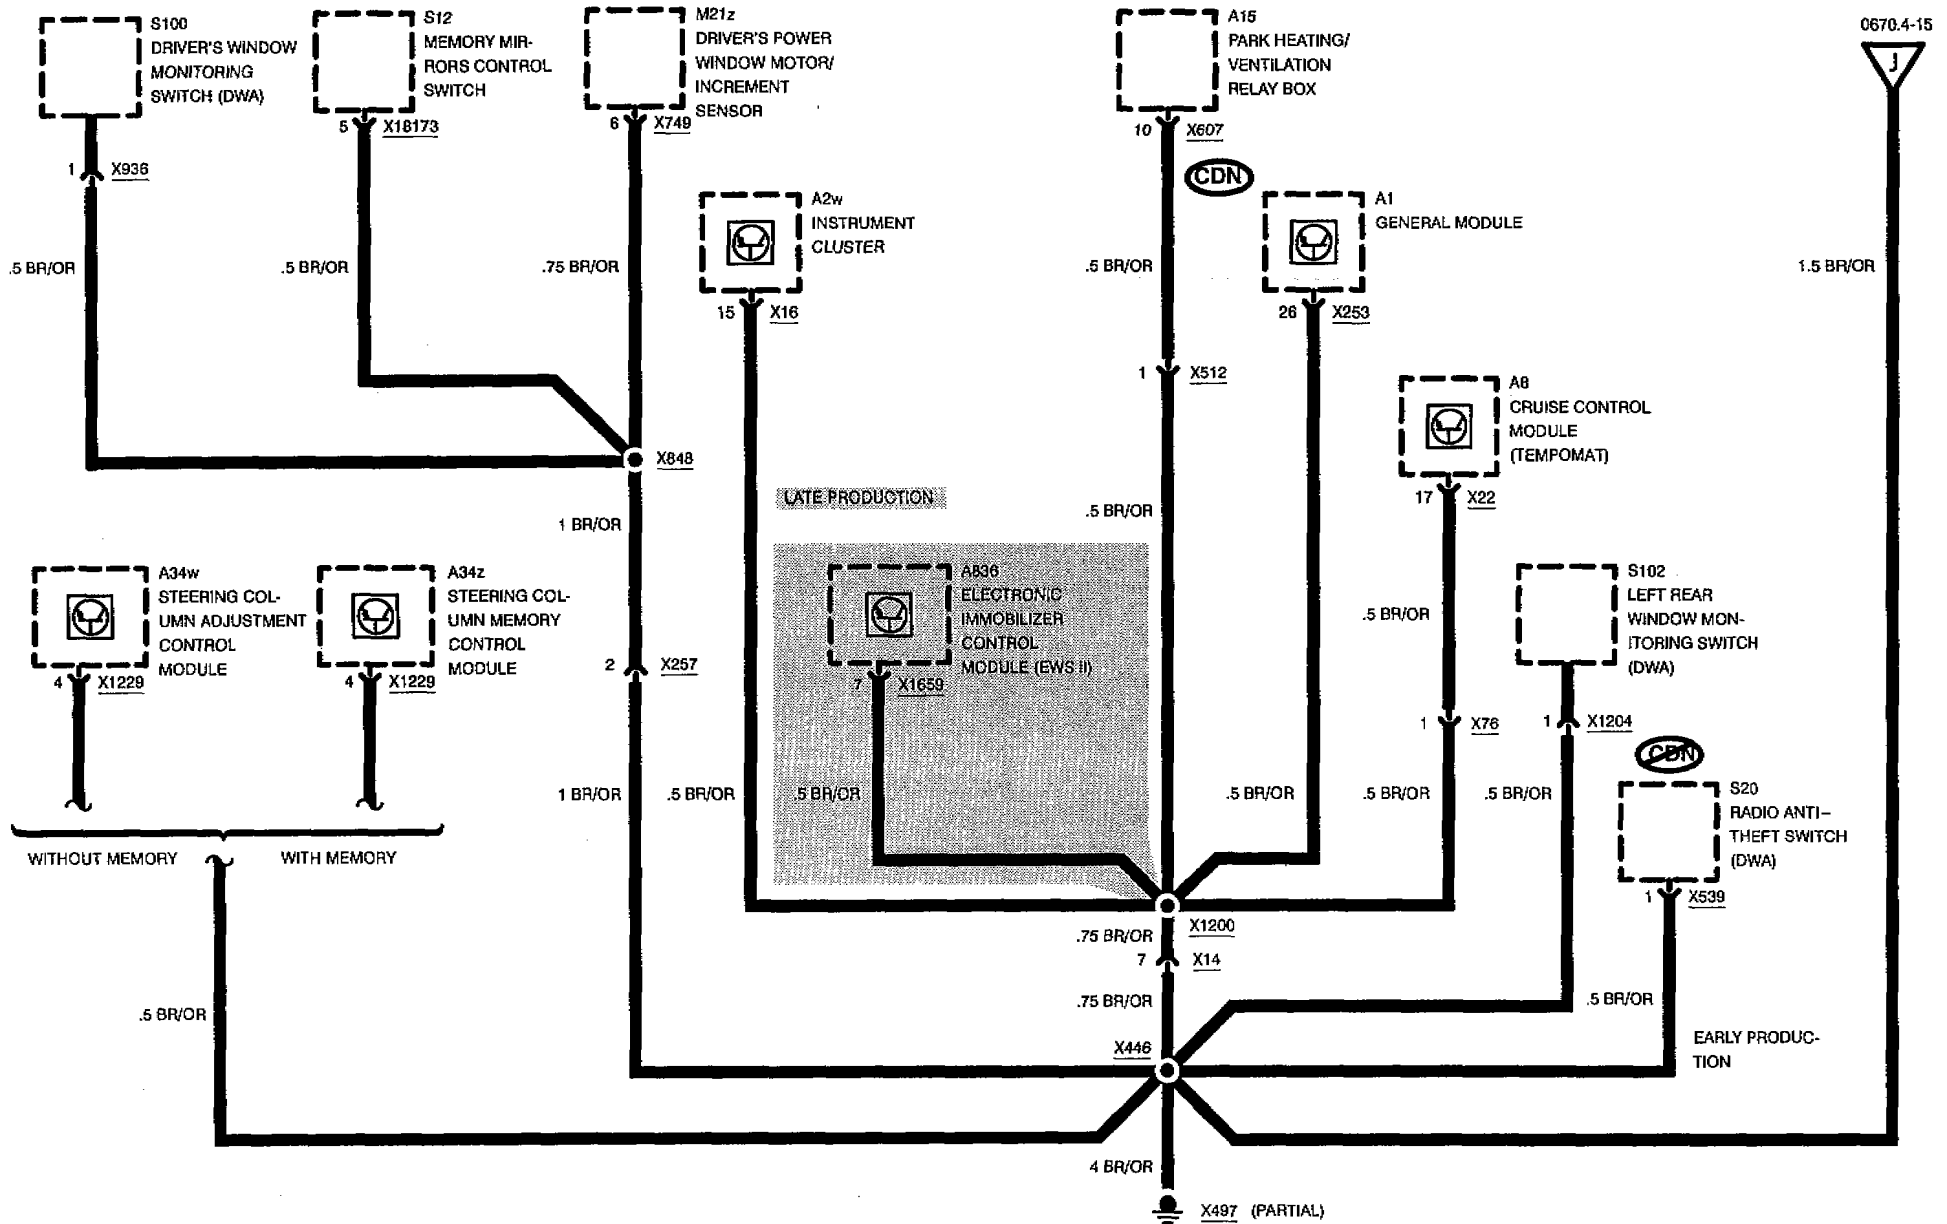 S100
DRIVER'S WINDOW
MONITORING
SWITCH (DWA)
1
X936
.5 BR/OR
S12
MEMORY MIR-
RORS CONTROL
SWITCH
5
X18173
.5 BR/OR
M21z
DRIVER'S POWER
WINDOW MOTOR/
INCREMENT
SENSOR
6
X749
.75 BR/OR
A15
PARK HEATING/
VENTILATION
RELAY BOX
10
X607
CDN
.5 BR/OR
0670.4-15
J
1.5 BR/OR
A2w
INSTRUMENT
CLUSTER
15
X16
A1
GENERAL MODULE
26
X253
1
X512
A8
CRUISE CONTROL
MODULE
(TEMPOMAT)
17
X22
X848
1 BR/OR
LATE PRODUCTION
.5 BR/OR
A34w
STEERING COL-
UMN ADJUSTMENT
CONTROL
MODULE
4
X1229
A34z
STEERING COL-
UMN MEMORY
CONTROL
MODULE
4
X1229
2
X257
A836
ELECTRONIC
IMMOBILIZER
CONTROL
MODULE (EWS II)
7
X1659
.5 BR/OR
S102
LEFT REAR
WINDOW MON-
ITORING SWITCH
(DWA)
1
X76
1
X1204
CDN
1 BR/OR
.5 BR/OR
.5 BR/OR
.5 BR/OR
.5 BR/OR
.5 BR/OR
S20
RADIO ANTI-
THEFT SWITCH
(DWA)
1
X539
WITHOUT MEMORY
WITH MEMORY
X1200
.75 BR/OR
7
X14
.75 BR/OR
.5 BR/OR
.5 BR/OR
EARLY PRODUC-
TION
X446
4 BR/OR
X497 (PARTIAL)